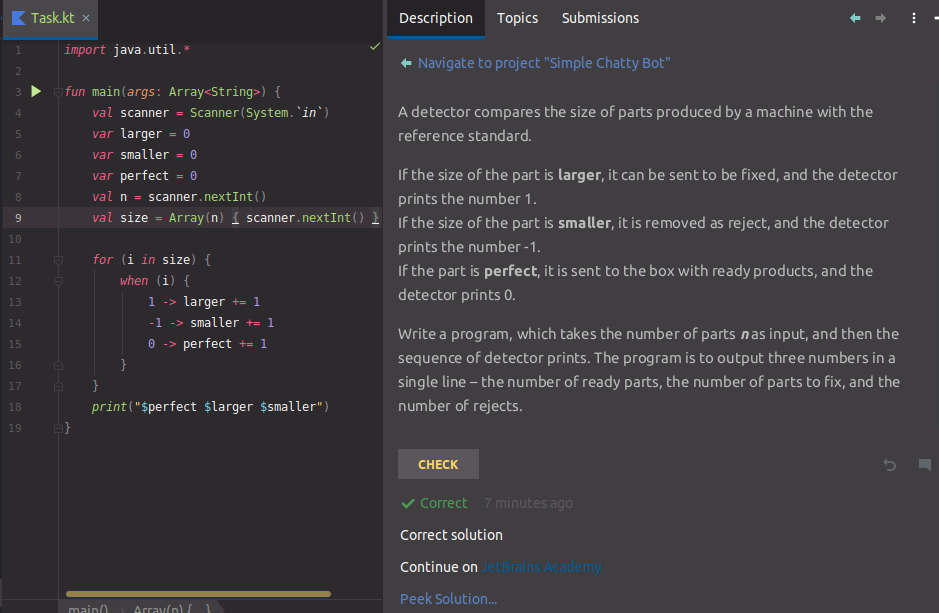 Task.kt ×
1 import java.util.*
2
3 fun main(args: Array<String>) {
4 val scanner = Scanner(System.`in`)
5 var larger = 0
6 var smaller = 0
7 var perfect = 0
8 val n = scanner.nextInt()
9 val size = Array(n) { scanner.nextInt() }
10
11 for (i in size) {
12 when (i) {
13 1 -> larger += 1
14 -1 -> smaller += 1
15 0 -> perfect += 1
16 }
17 }
18 print("$perfect $larger $smaller")
19 }
main() › Array(n) {...}
Description Topics Submissions
Navigate to project "Simple Chatty Bot"
A detector compares the size of parts produced by a machine with the
reference standard.
If the size of the part is larger, it can be sent to be fixed, and the detector
prints the number 1.
If the size of the part is smaller, it is removed as reject, and the detector
prints the number -1.
If the part is perfect, it is sent to the box with ready products, and the
detector prints 0.
Write a program, which takes the number of parts n as input, and then the
sequence of detector prints. The program is to output three numbers in a
single line – the number of ready parts, the number of parts to fix, and the
number of rejects.
CHECK
Correct 7 minutes ago
Correct solution
Continue on JetBrains Academy
Peek Solution...